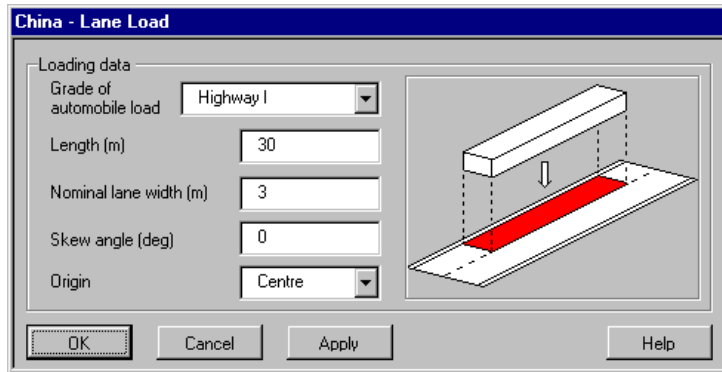 China - Lane Load
Loading data
Grade of
automobile load
Highway I
Length (m)
30
Nominal lane width (m)
3
Skew angle (deg)
0
Origin
Centre
OK
Cancel
Apply
Help